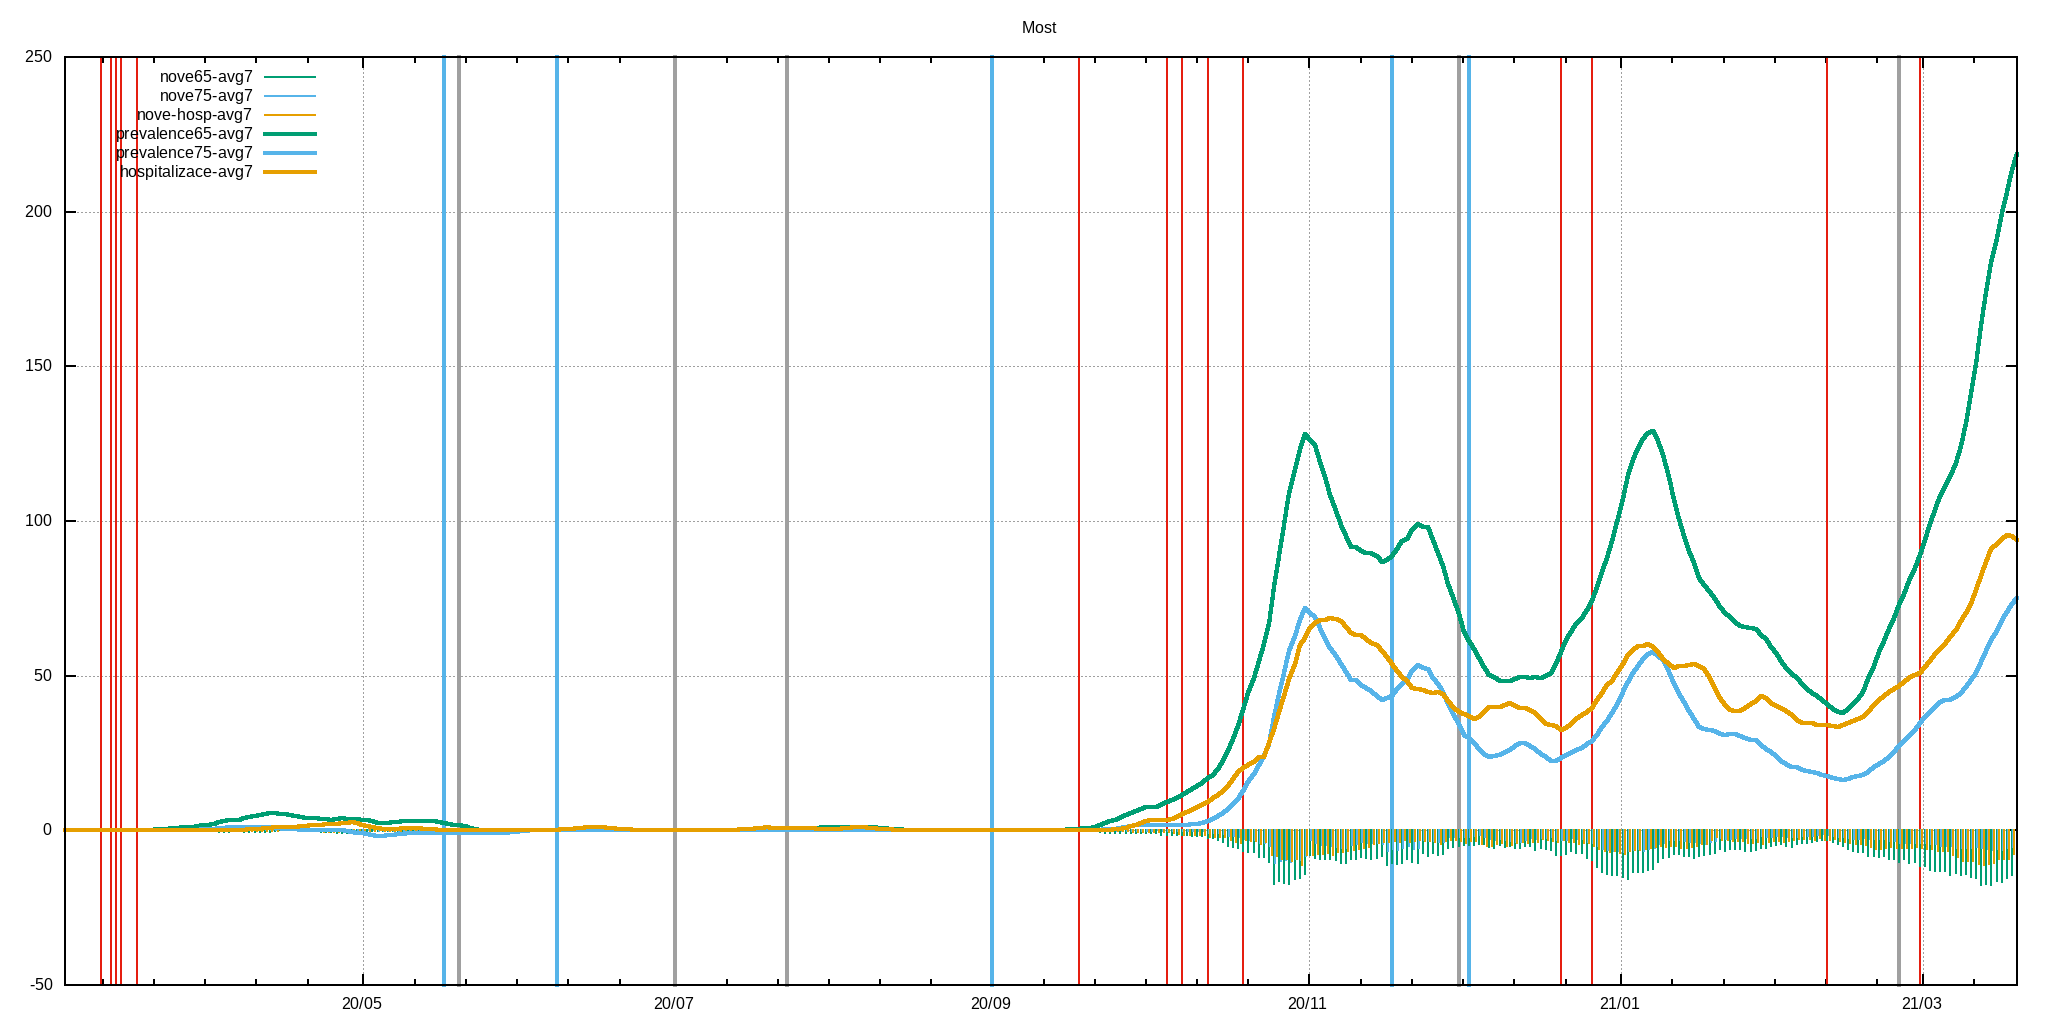 Most
250
200
150
100
50
0
-50
nove65-avg7
nove75-avg7
nove-hosp-avg7
prevalence65-avg7
prevalence75-avg7
hospitalizace-avg7
20/05
20/07
20/09
20/11
21/01
21/03